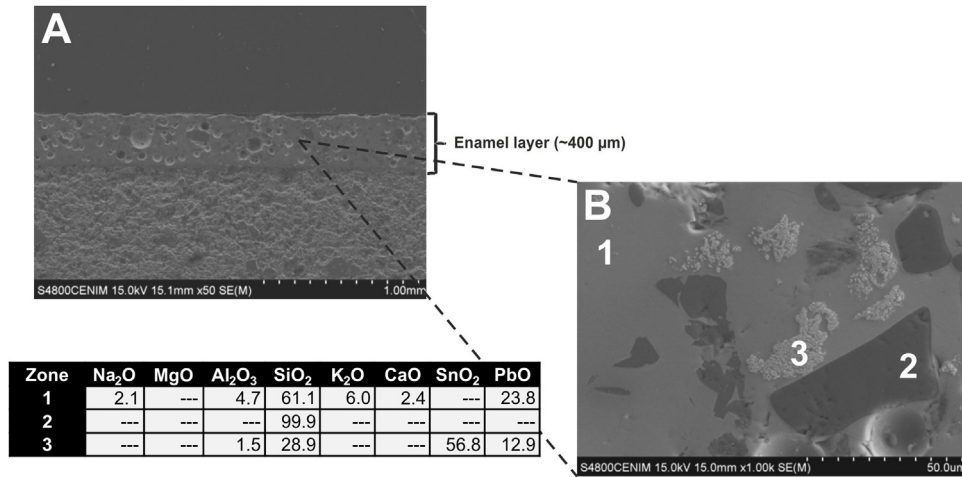 A
Enamel layer (~400 µm)
S4800CENIM 15.0kV 15.1mm x50 SE(M) 1.00mm
B
1
3
2
S4800CENIM 15.0kV 15.0mm x1.00k SE(M) 50.0um
Zone Na₂O MgO Al₂O₃ SiO₂ K₂O CaO SnO₂ PbO
1 2.1 --- 4.7 61.1 6.0 2.4 --- 23.8
2 --- --- --- 99.9 --- --- --- ---
3 --- --- 1.5 28.9 --- --- 56.8 12.9